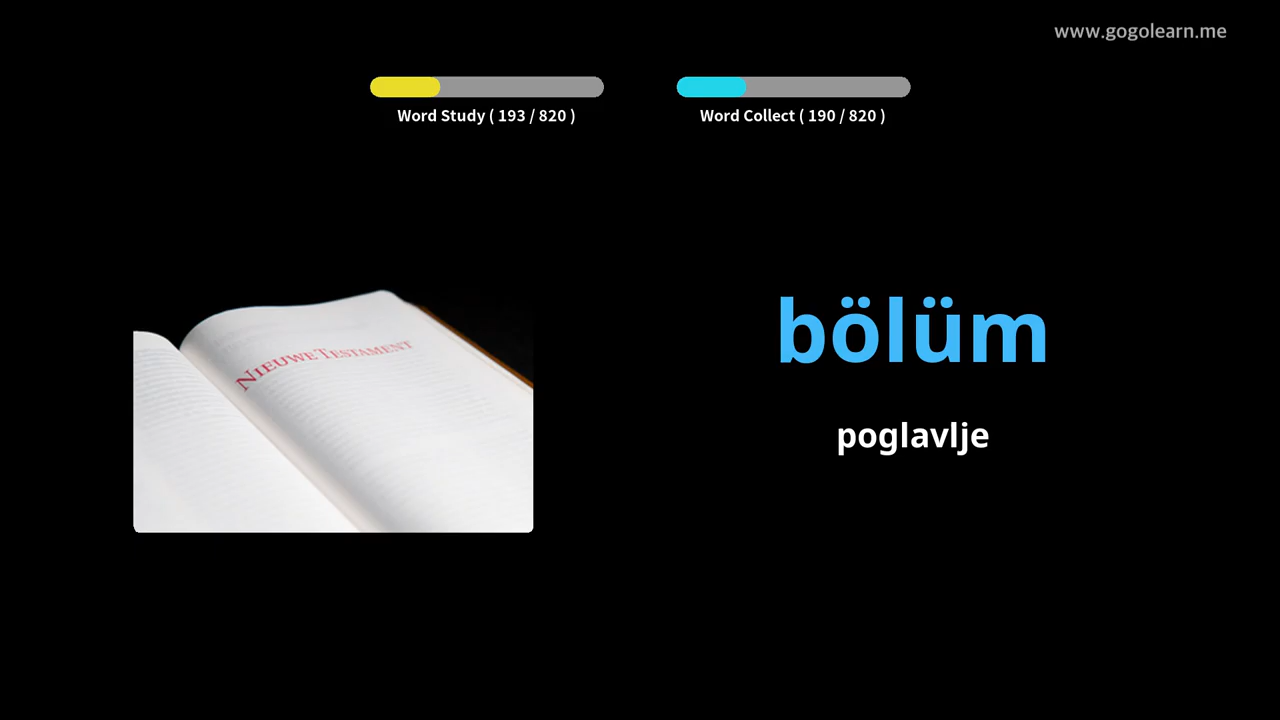 www.gogolearn.me
Word Study ( 193 / 820 )
Word Collect ( 190 / 820 )
NIEUWE TESTAMENT
bölüm
poglavlje